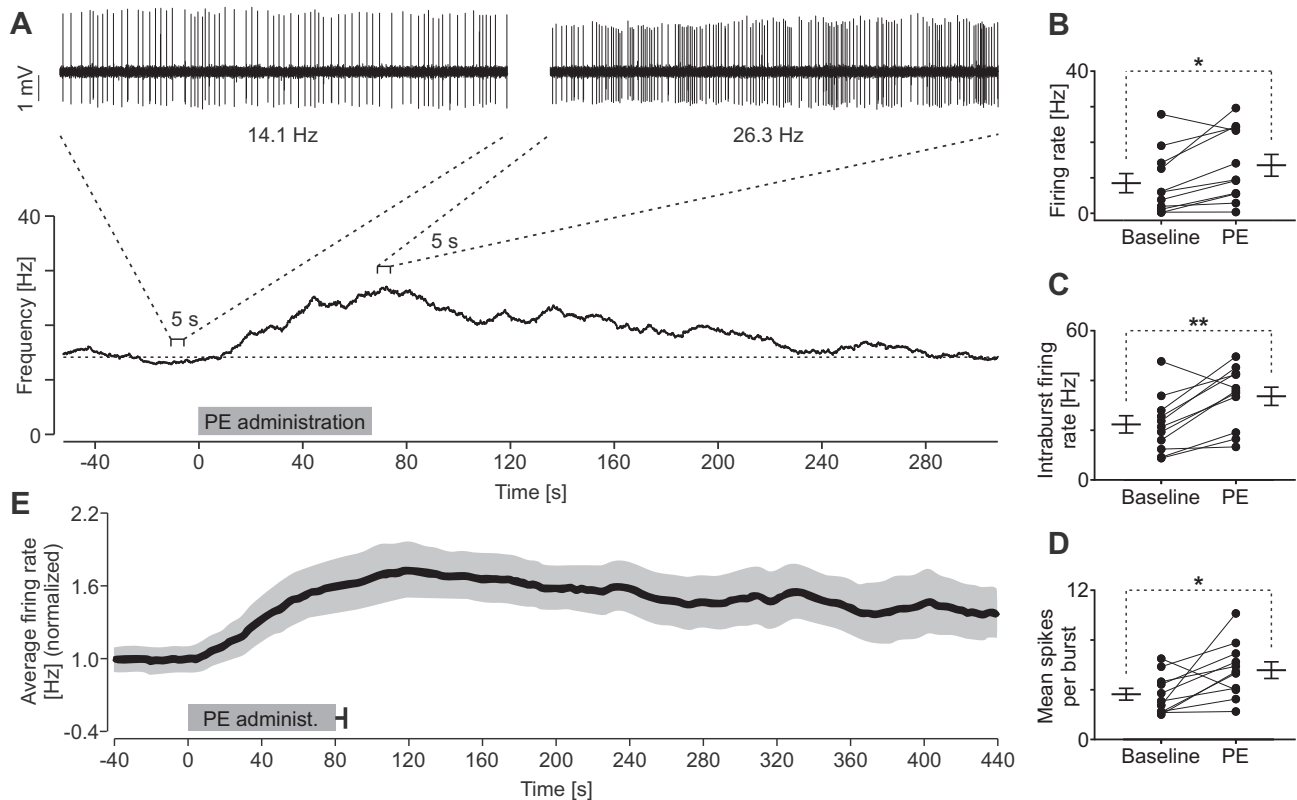 A
1 mV
14.1 Hz
26.3 Hz
40
Frequency [Hz]
0
5 s
5 s
PE administration
-40 0 40 80 120 160 200 240 280
Time [s]
B
*
40
Firing rate [Hz]
0
Baseline PE
C
**
60
Intraburst firing
rate [Hz]
0
Baseline PE
D
*
12
Mean spikes
per burst
0
Baseline PE
E
2.2
1.6
1.0
-0.4
Average firing rate
[Hz] (normalized)
PE administ.
-40 0 40 80 120 160 200 240 280 320 360 400 440
Time [s]